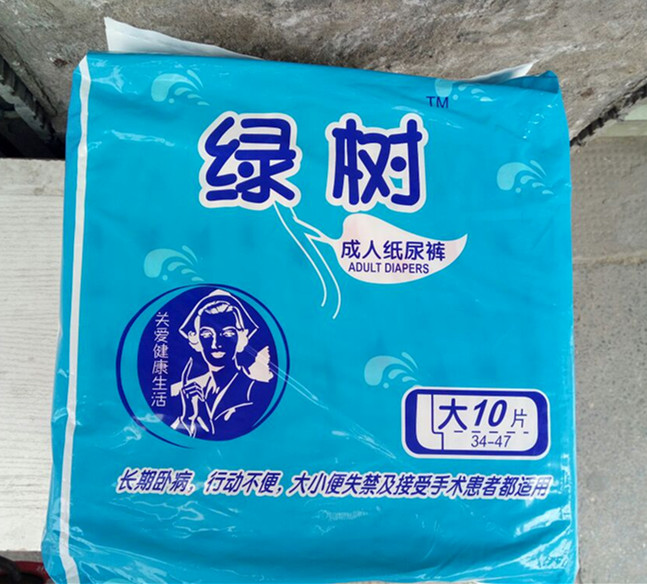 TM
绿树
成人纸尿裤
ADULT DIAPERS
关爱健康生活
大10片
34-47
长期卧病，行动不便，大小便失禁及接受手术患者都适用